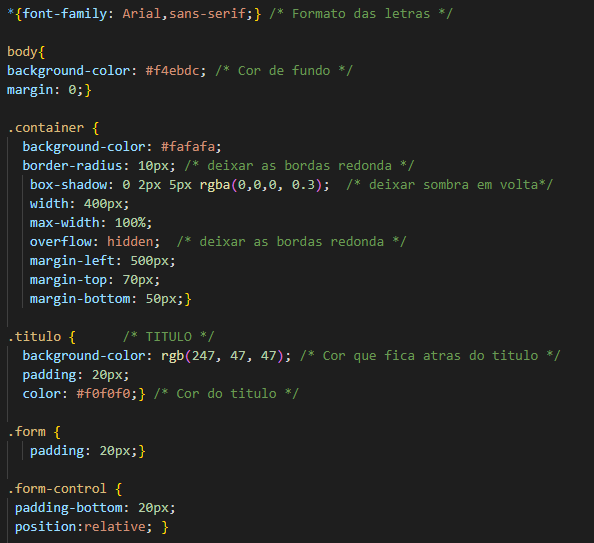 *{font-family: Arial,sans-serif;} /* Formato das letras */
body{
background-color: #f4ebdc; /* Cor de fundo */
margin: 0;}
.container {
background-color: #fafafa;
border-radius: 10px; /* deixar as bordas redonda */
box-shadow: 0 2px 5px rgba(0,0,0, 0.3);  /* deixar sombra em volta*/
width: 400px;
max-width: 100%;
overflow: hidden;  /* deixar as bordas redonda */
margin-left: 500px;
margin-top: 70px;
margin-bottom: 50px;}
.titulo {      /* TITULO */
background-color: rgb(247, 47, 47); /* Cor que fica atras do titulo */
padding: 20px;
color: #f0f0f0;} /* Cor do titulo */
.form {
padding: 20px;}
.form-control {
padding-bottom: 20px;
position:relative; }